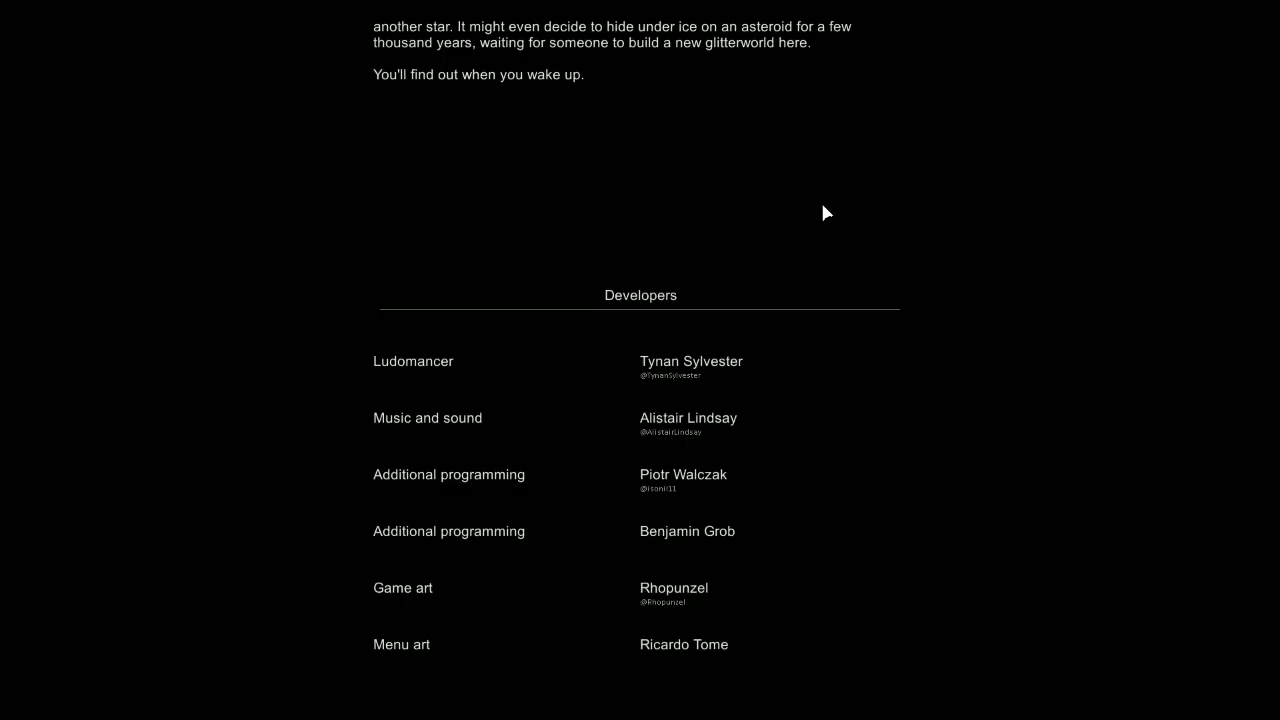 another star. It might even decide to hide under ice on an asteroid for a few
thousand years, waiting for someone to build a new glitterworld here.
You'll find out when you wake up.
Developers
Ludomancer Tynan Sylvester
@TynanSylvester
Music and sound Alistair Lindsay
@AlistairLindsay
Additional programming Piotr Walczak
@isonil11
Additional programming Benjamin Grob
Game art Rhopunzel
@Rhopunzel
Menu art Ricardo Tome